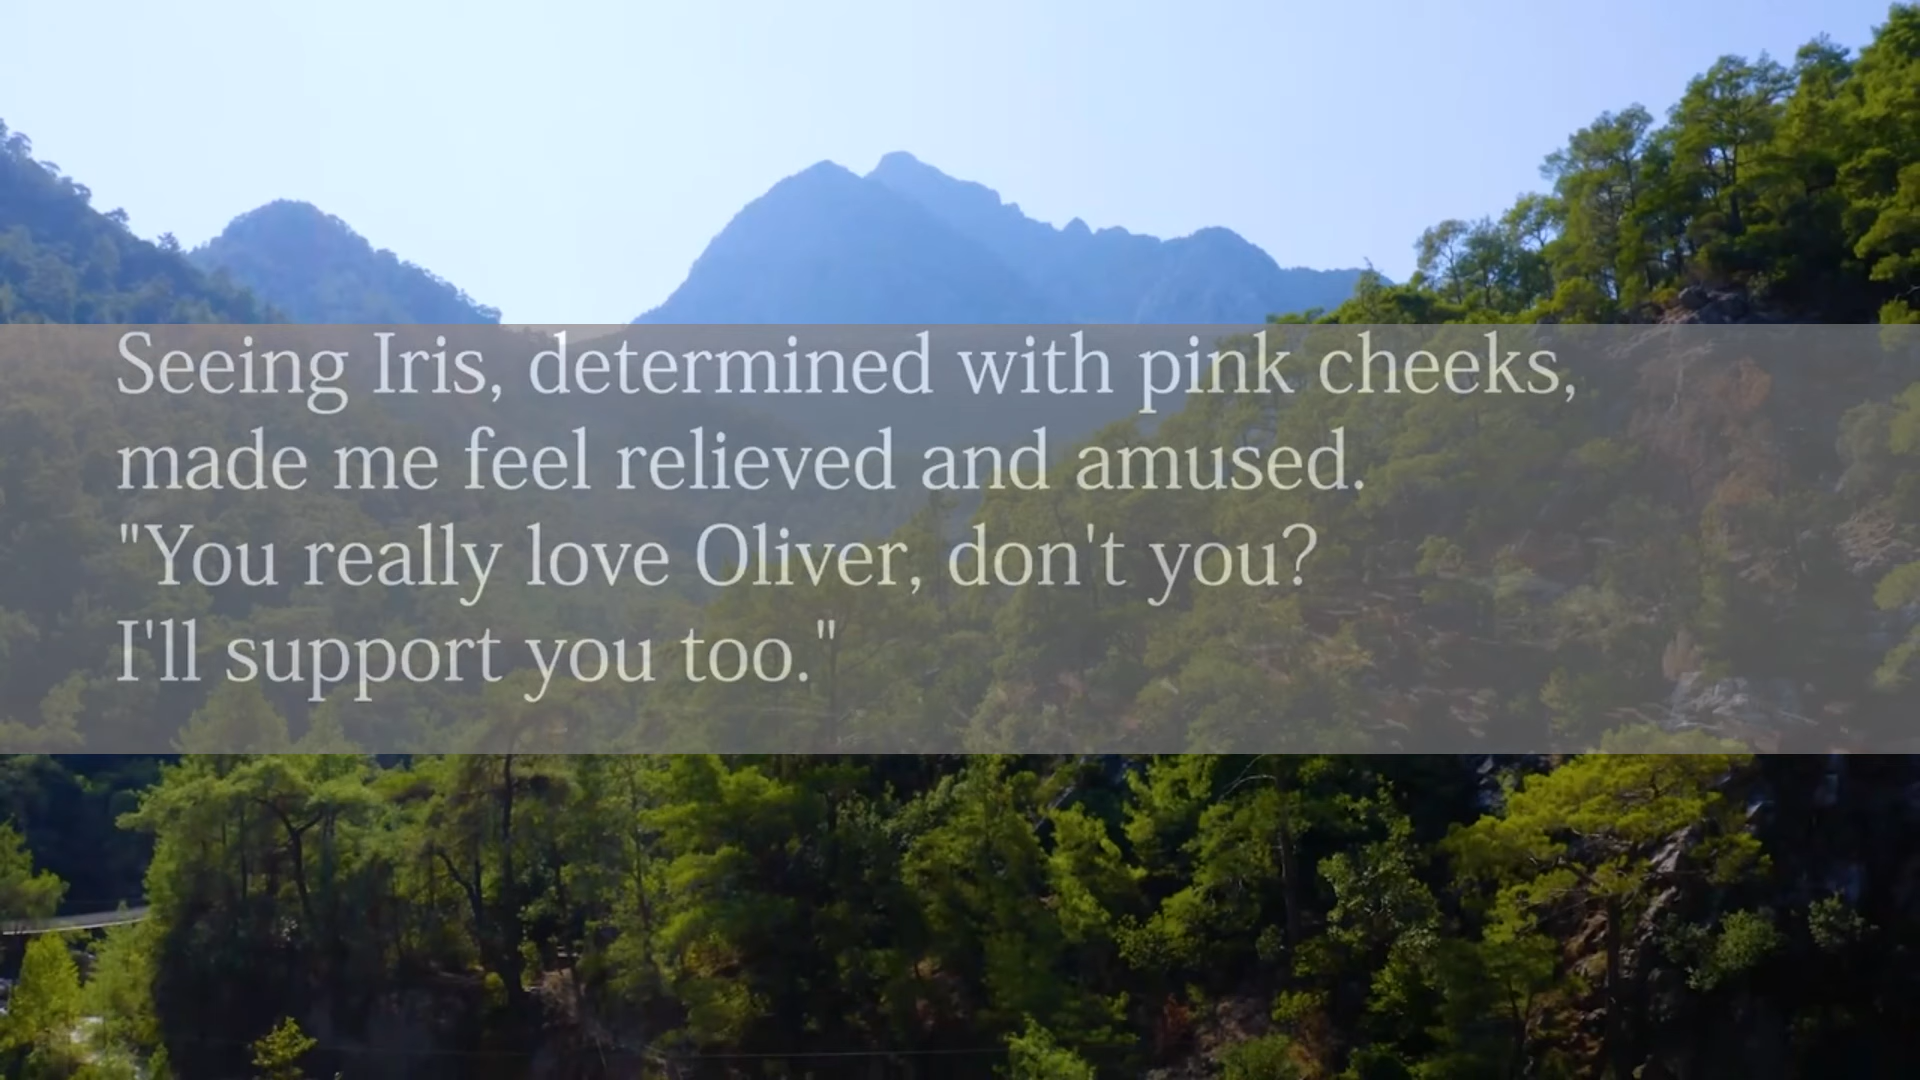 Seeing Iris, determined with pink cheeks,
made me feel relieved and amused.
"You really love Oliver, don't you?
I'll support you too."